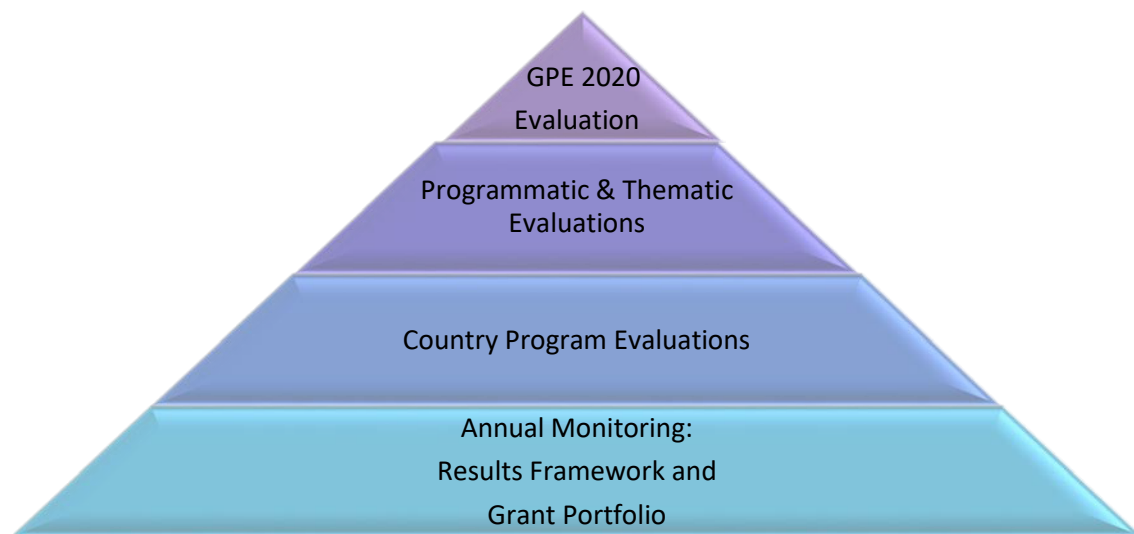 GPE 2020
Evaluation
Programmatic & Thematic
Evaluations
Country Program Evaluations
Annual Monitoring:
Results Framework and
Grant Portfolio